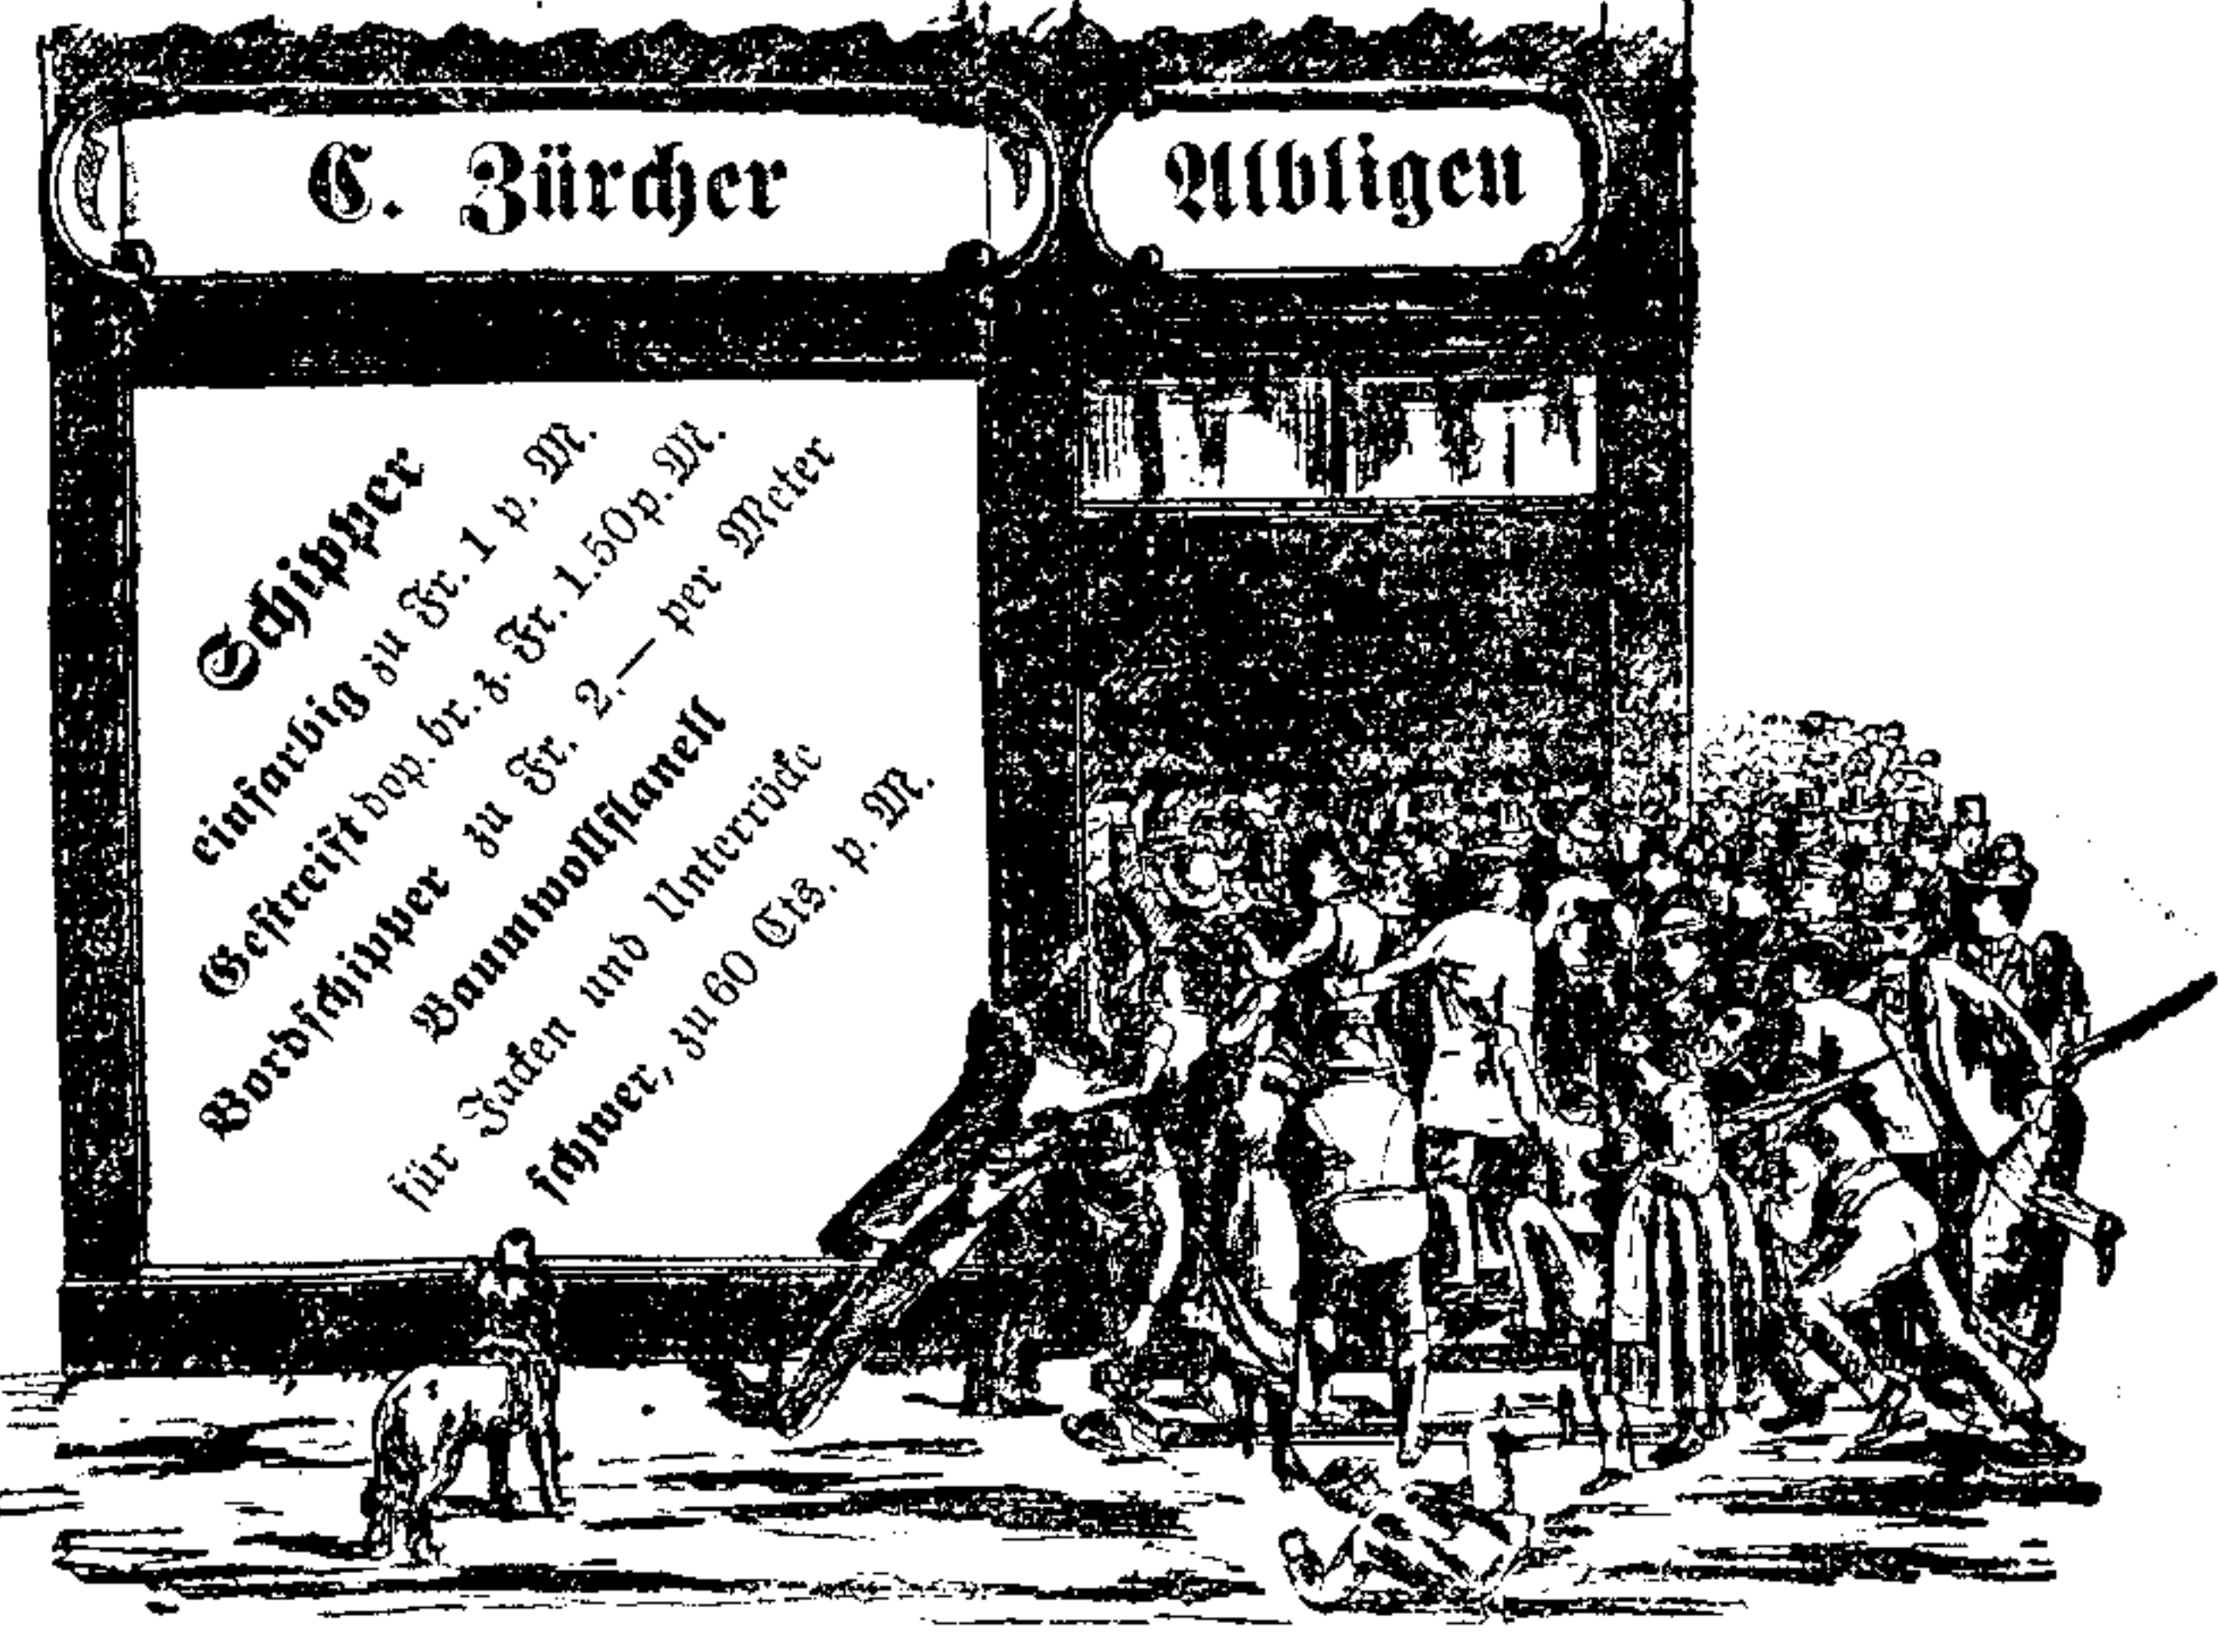 C. Zürcher
Albligen
Schipper
einfarbig zu Fr. 1 p. M.
Gestreift dop. br. z. Fr. 1.50 p. M.
Bordschipper zu Fr. 2.— per Meter
Baumwollflanell
für Jacken und Unterröcke
schwer, zu 60 Cts. p. M.